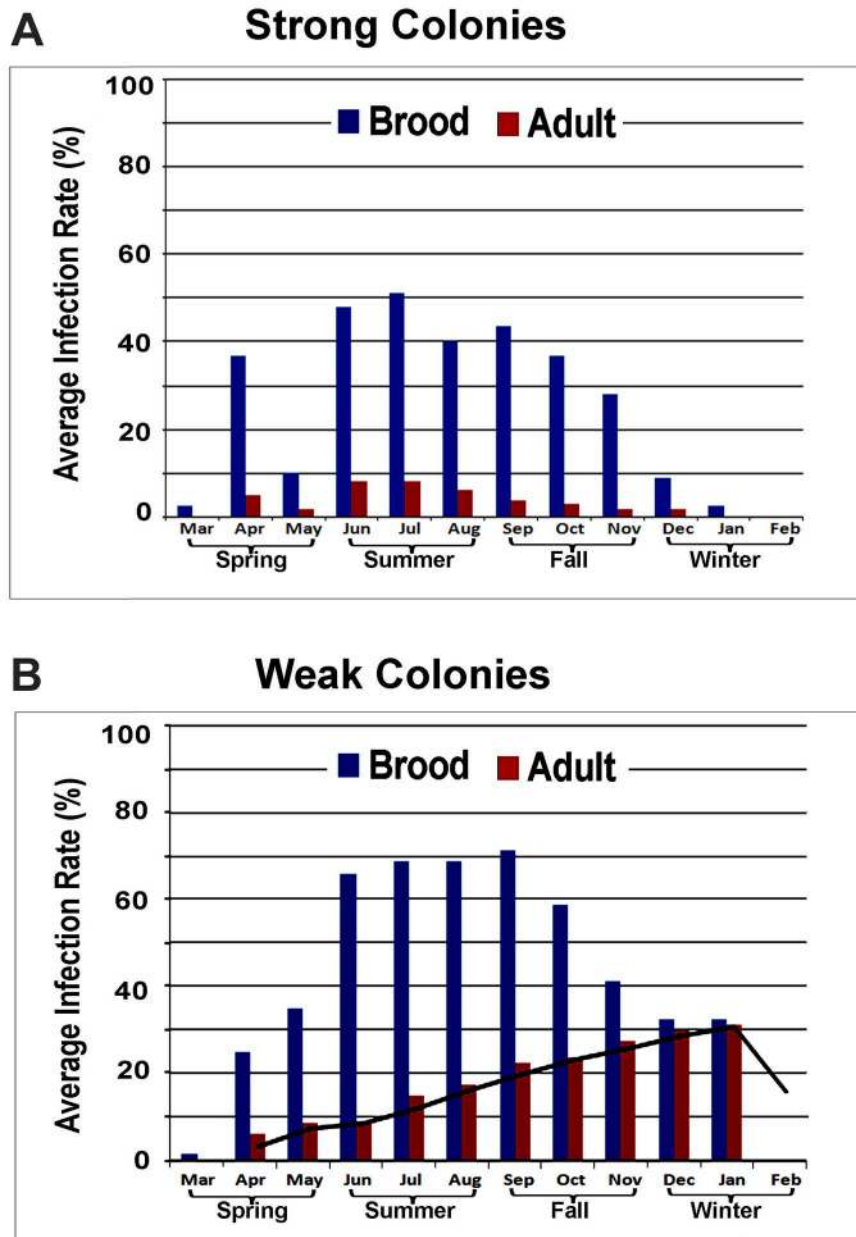 A
Strong Colonies
Average Infection Rate (%)
100
80
60
40
20
0
Brood Adult
Mar Apr May Jun Jul Aug Sep Oct Nov Dec Jan Feb
Spring Summer Fall Winter
B
Weak Colonies
Average Infection Rate (%)
100
80
60
40
20
0
Brood Adult
Mar Apr May Jun Jul Aug Sep Oct Nov Dec Jan Feb
Spring Summer Fall Winter